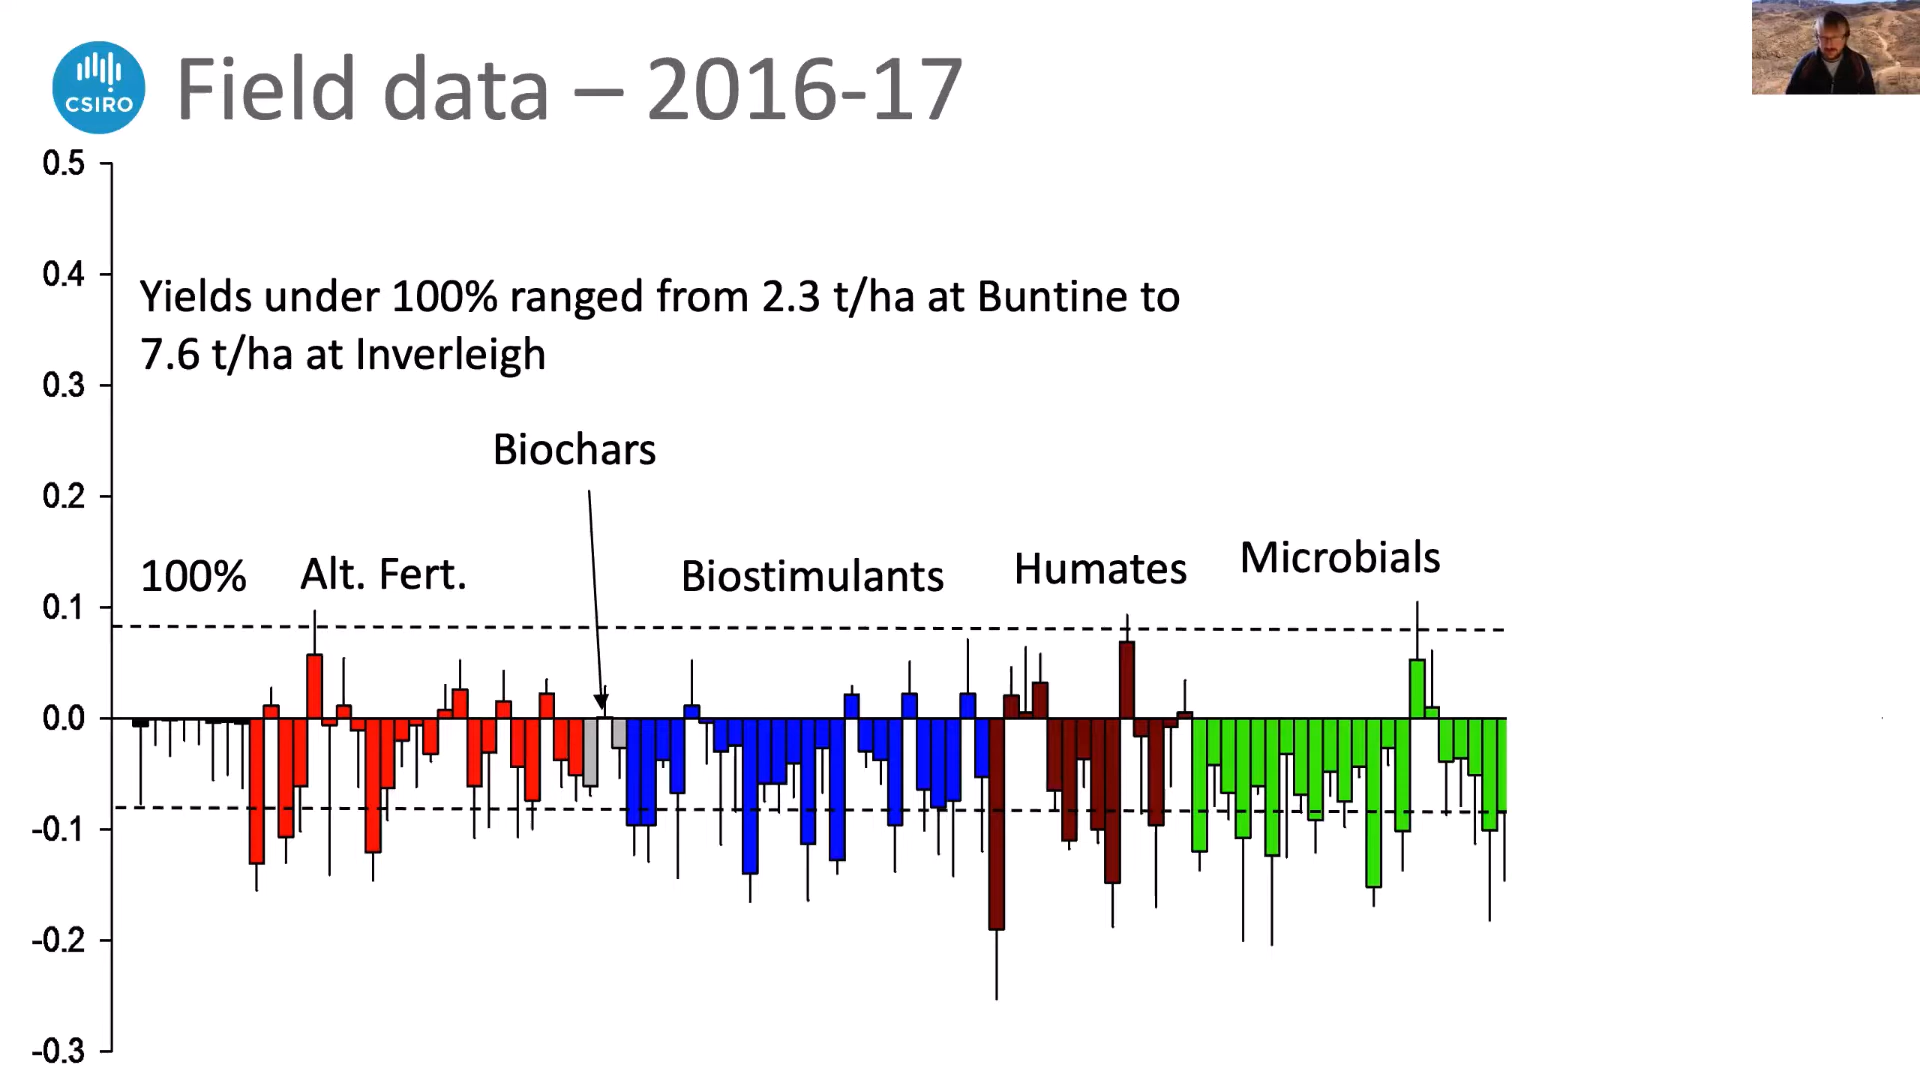 CSIRO
Field data – 2016-17
0.5
0.4
Yields under 100% ranged from 2.3 t/ha at Buntine to
7.6 t/ha at Inverleigh
0.3
Biochars
0.2
100%
Alt. Fert.
Biostimulants
Humates
Microbials
0.1
0.0
-0.1
-0.2
-0.3